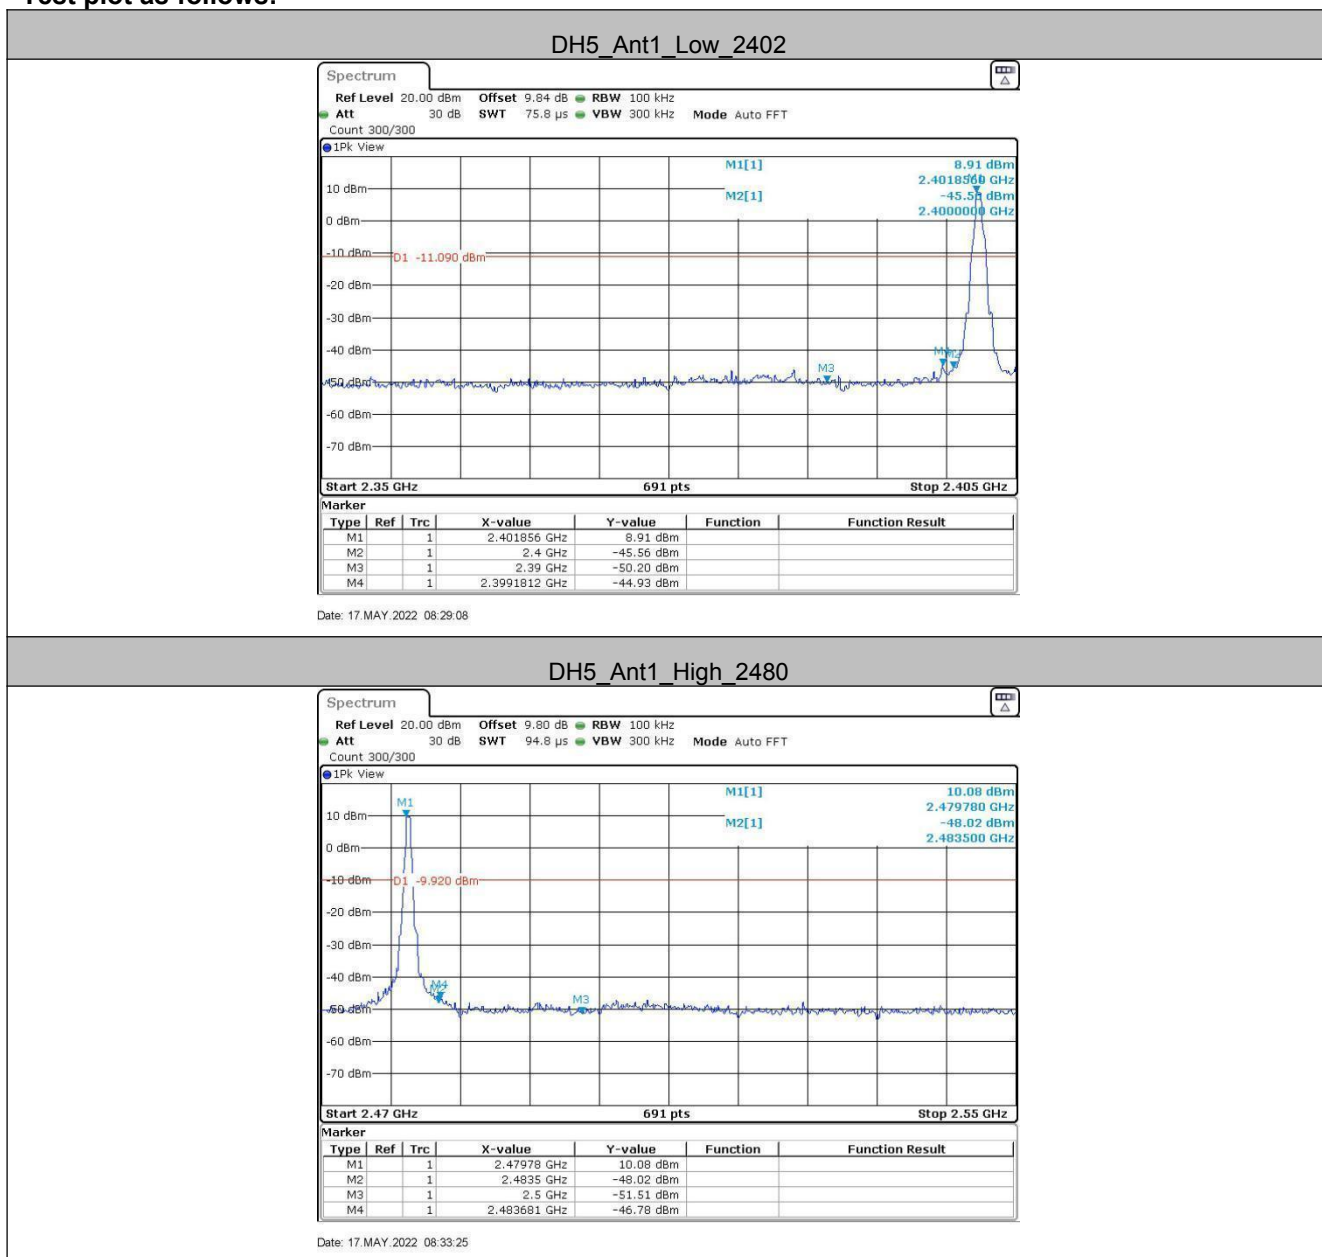 Test plot as follows:
DH5_Ant1_Low_2402
Spectrum
Ref Level 20.00 dBm Offset 9.84 dB RBW 100 kHz
Att 30 dB SWT 75.8 µs VBW 300 kHz Mode Auto FFT
Count 300/300
1Pk View
M1[1] 8.91 dBm
2.4018560 GHz
M1
M2[1] -45.56 dBm
2.4000000 GHz
10 dBm
0 dBm
-10 dBm
D1 -11.090 dBm
-20 dBm
-30 dBm
-40 dBm
M4 M2
M3
-50 dBm
-60 dBm
-70 dBm
Start 2.35 GHz 691 pts Stop 2.405 GHz
Marker
Type Ref Trc X-value Y-value Function Function Result
M1 1 2.401856 GHz 8.91 dBm
M2 1 2.4 GHz -45.56 dBm
M3 1 2.39 GHz -50.20 dBm
M4 1 2.3991812 GHz -44.93 dBm
Date: 17.MAY.2022 08:29:08
DH5_Ant1_High_2480
Spectrum
Ref Level 20.00 dBm Offset 9.80 dB RBW 100 kHz
Att 30 dB SWT 94.8 µs VBW 300 kHz Mode Auto FFT
Count 300/300
1Pk View
M1[1] 10.08 dBm
2.479780 GHz
M1
M2[1] -48.02 dBm
2.483500 GHz
10 dBm
0 dBm
-10 dBm
D1 -9.920 dBm
-20 dBm
-30 dBm
-40 dBm
M4
M2
M3
-50 dBm
-60 dBm
-70 dBm
Start 2.47 GHz 691 pts Stop 2.55 GHz
Marker
Type Ref Trc X-value Y-value Function Function Result
M1 1 2.47978 GHz 10.08 dBm
M2 1 2.4835 GHz -48.02 dBm
M3 1 2.5 GHz -51.51 dBm
M4 1 2.483681 GHz -46.78 dBm
Date: 17.MAY.2022 08:33:25